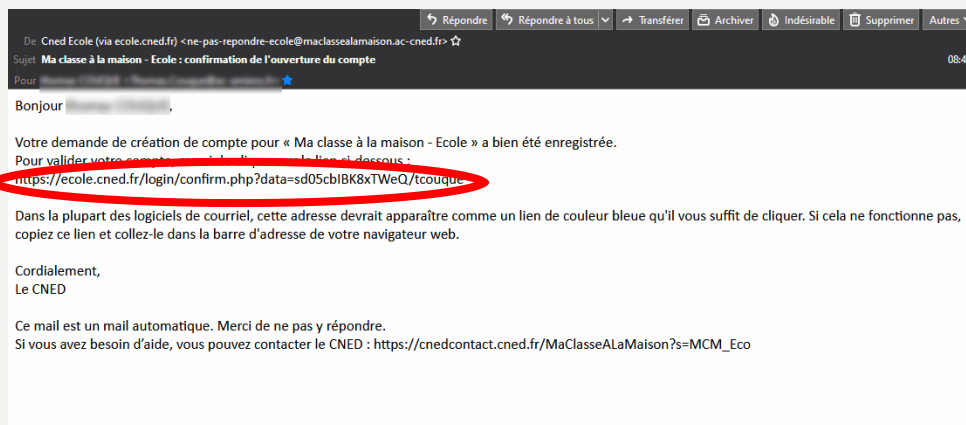 Répondre Répondre à tous Transférer Archiver Indésirable Supprimer Autres
De Cned Ecole (via ecole.cned.fr) <ne-pas-repondre-ecole@maclassealamaison.ac-cned.fr>
Sujet Ma classe à la maison - Ecole : confirmation de l'ouverture du compte 08:4
Pour
Bonjour ,
Votre demande de création de compte pour « Ma classe à la maison - Ecole » a bien été enregistrée.
Pour valider votre compte, ci-dessous :
https://ecole.cned.fr/login/confirm.php?data=sd05cbIBK8xTWeQ/tcouque
Dans la plupart des logiciels de courriel, cette adresse devrait apparaître comme un lien de couleur bleue qu'il vous suffit de cliquer. Si cela ne fonctionne pas,
copiez ce lien et collez-le dans la barre d'adresse de votre navigateur web.
Cordialement,
Le CNED
Ce mail est un mail automatique. Merci de ne pas y répondre.
Si vous avez besoin d'aide, vous pouvez contacter le CNED : https://cnedcontact.cned.fr/MaClasseALaMaison?s=MCM_Eco